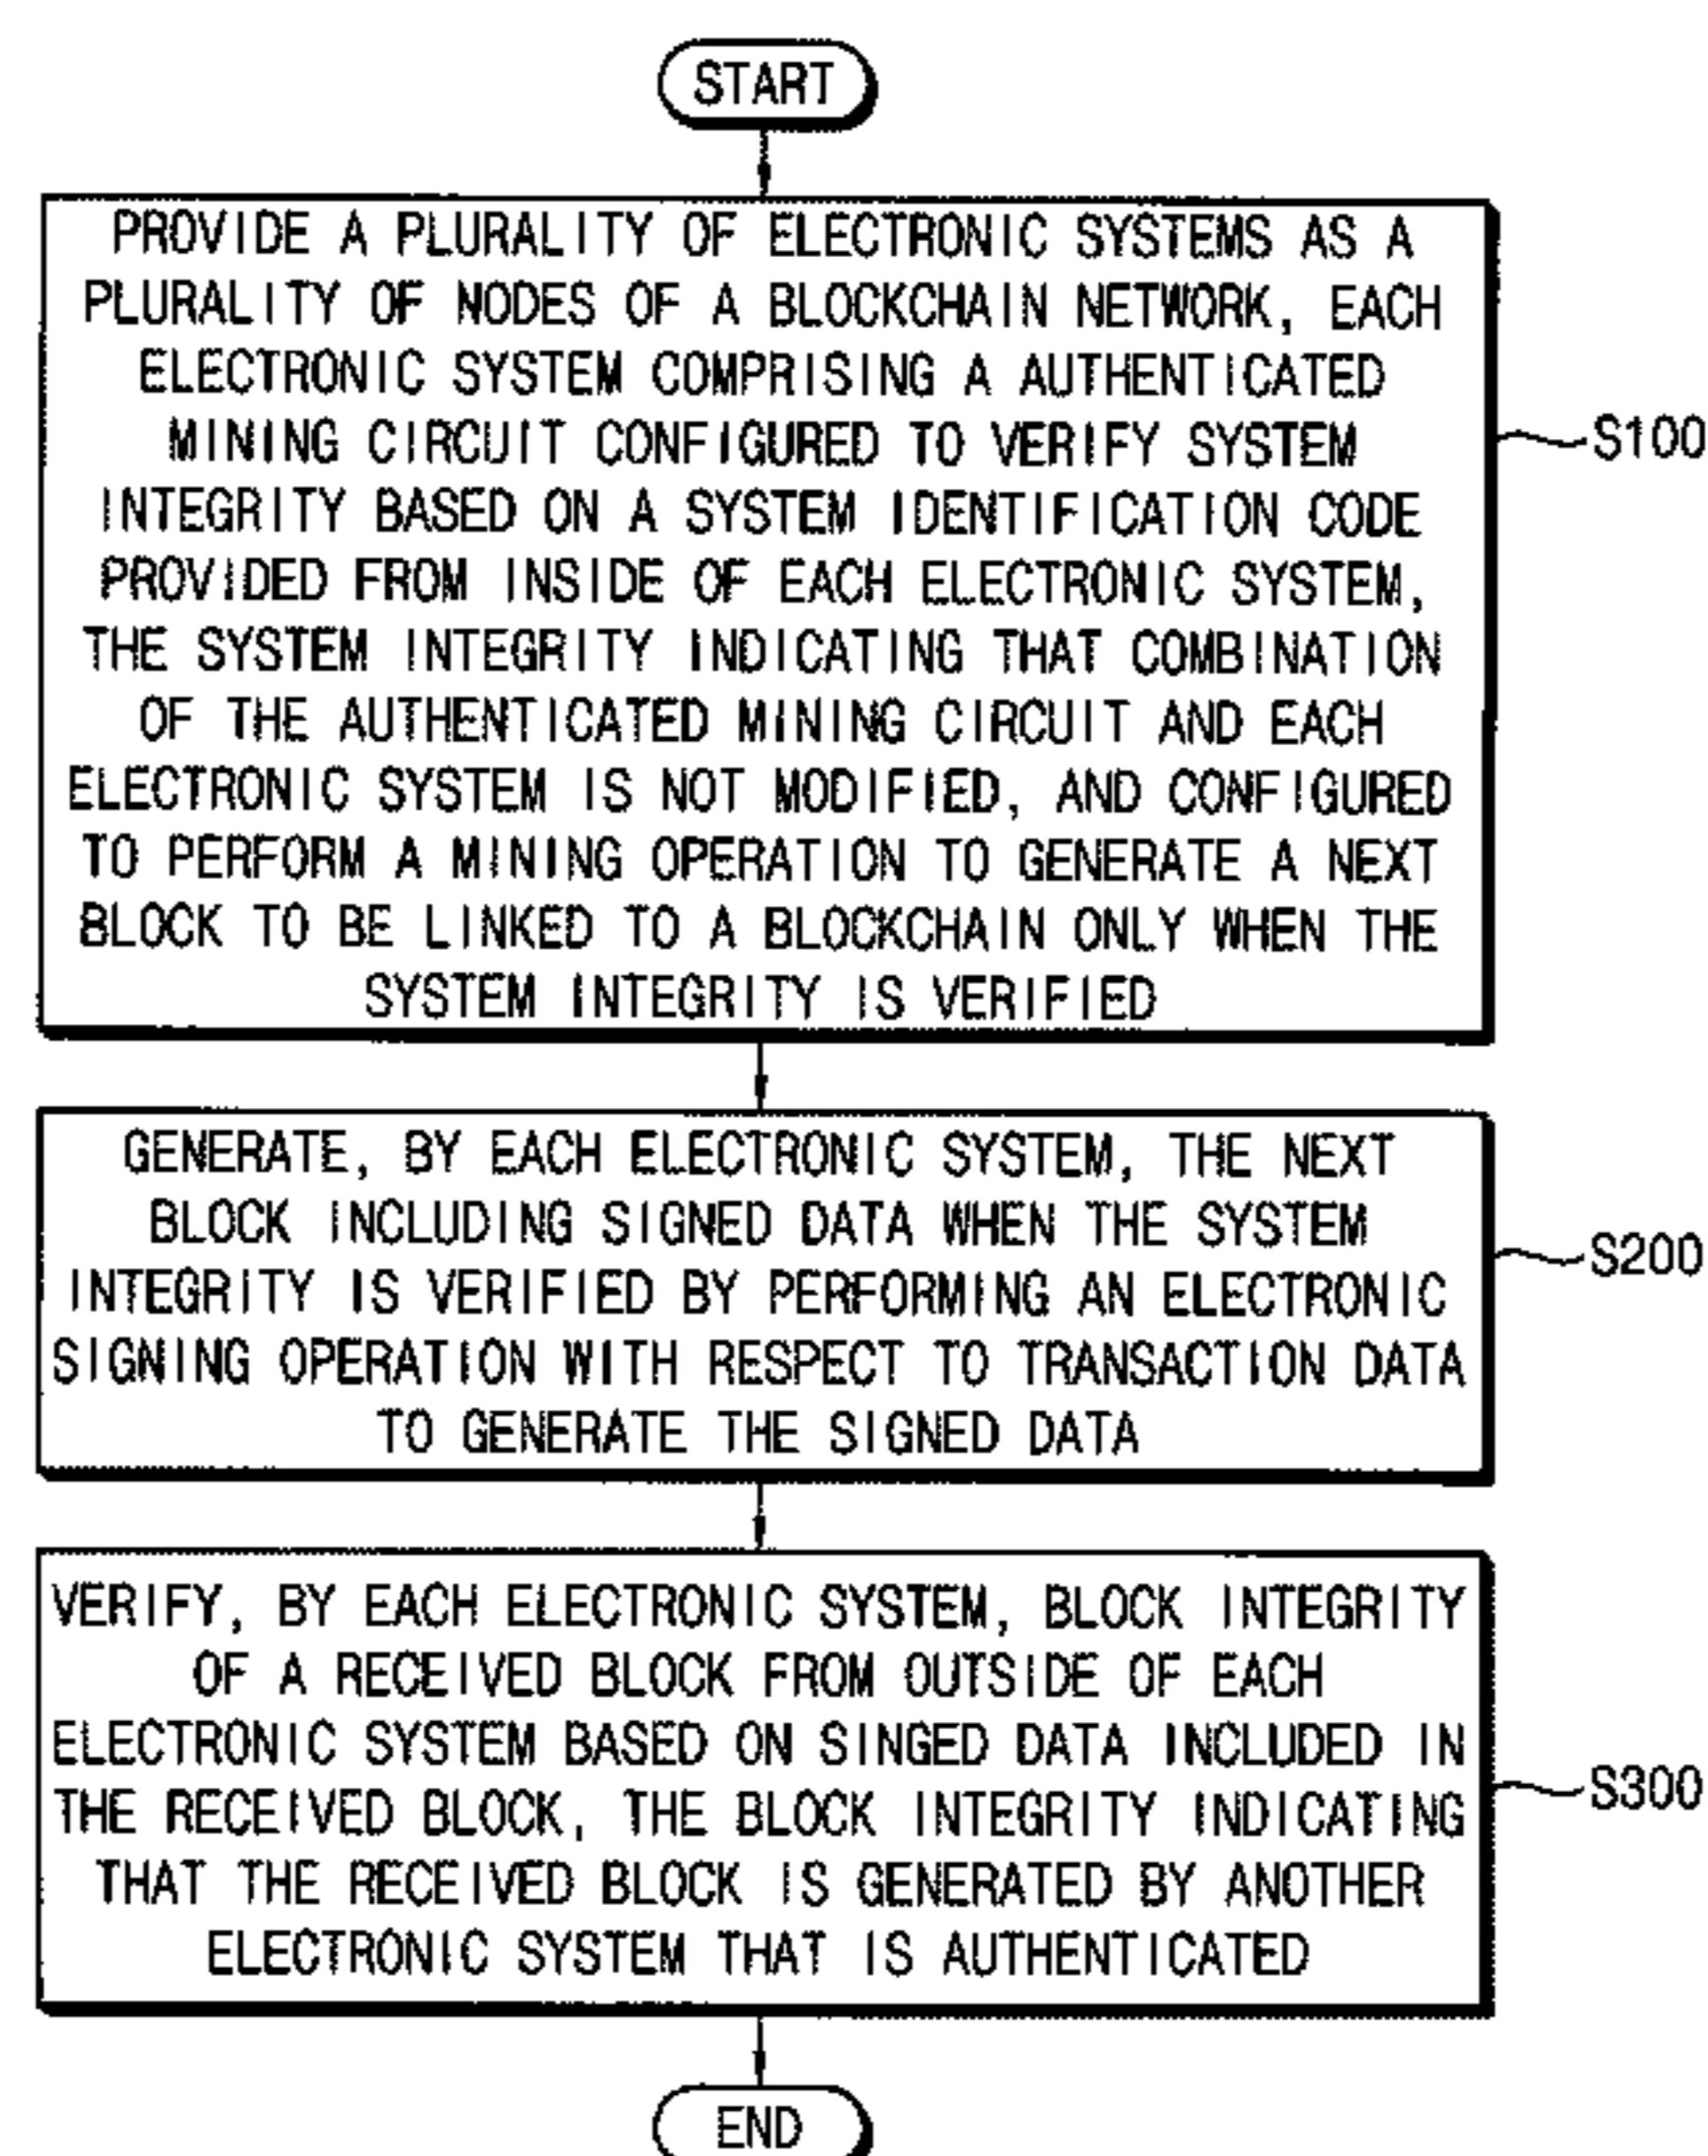 START
PROVIDE A PLURALITY OF ELECTRONIC SYSTEMS AS A
PLURALITY OF NODES OF A BLOCKCHAIN NETWORK, EACH
ELECTRONIC SYSTEM COMPRISING A AUTHENTICATED
MINING CIRCUIT CONFIGURED TO VERIFY SYSTEM
INTEGRITY BASED ON A SYSTEM IDENTIFICATION CODE
PROVIDED FROM INSIDE OF EACH ELECTRONIC SYSTEM,
THE SYSTEM INTEGRITY INDICATING THAT COMBINATION
OF THE AUTHENTICATED MINING CIRCUIT AND EACH
ELECTRONIC SYSTEM IS NOT MODIFIED, AND CONFIGURED
TO PERFORM A MINING OPERATION TO GENERATE A NEXT
BLOCK TO BE LINKED TO A BLOCKCHAIN ONLY WHEN THE
SYSTEM INTEGRITY IS VERIFIED
S100
GENERATE, BY EACH ELECTRONIC SYSTEM, THE NEXT
BLOCK INCLUDING SIGNED DATA WHEN THE SYSTEM
INTEGRITY IS VERIFIED BY PERFORMING AN ELECTRONIC
SIGNING OPERATION WITH RESPECT TO TRANSACTION DATA
TO GENERATE THE SIGNED DATA
S200
VERIFY, BY EACH ELECTRONIC SYSTEM, BLOCK INTEGRITY
OF A RECEIVED BLOCK FROM OUTSIDE OF EACH
ELECTRONIC SYSTEM BASED ON SINGED DATA INCLUDED IN
THE RECEIVED BLOCK, THE BLOCK INTEGRITY INDICATING
THAT THE RECEIVED BLOCK IS GENERATED BY ANOTHER
ELECTRONIC SYSTEM THAT IS AUTHENTICATED
S300
END